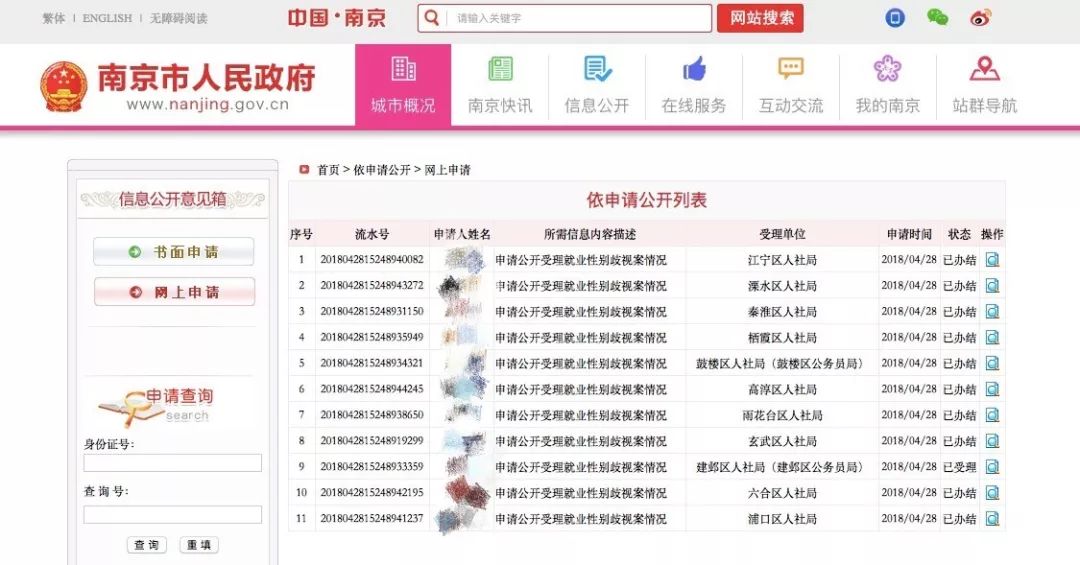 繁体 | ENGLISH | 无障碍阅读
中国·南京
请输入关键字
网站搜索
南京市人民政府
www.nanjing.gov.cn
城市概况
南京快讯
信息公开
在线服务
互动交流
我的南京
站群导航
信息公开意见箱
书面申请
网上申请
申请查询
search
身份证号：
查 询 号：
查 询 重 填
首页 > 依申请公开 > 网上申请
依申请公开列表
序号 流水号 申请人姓名 所需信息内容描述 受理单位 申请时间 状态 操作
1 2018042815248940082 申请公开受理就业性别歧视案情况 江宁区人社局 2018/04/28 已办结
2 2018042815248943272 申请公开受理就业性别歧视案情况 溧水区人社局 2018/04/28 已办结
3 2018042815248931150 申请公开受理就业性别歧视案情况 秦淮区人社局 2018/04/28 已办结
4 2018042815248935949 申请公开受理就业性别歧视案情况 栖霞区人社局 2018/04/28 已办结
5 2018042815248934321 申请公开受理就业性别歧视案情况 鼓楼区人社局（鼓楼区公务员局） 2018/04/28 已办结
6 2018042815248944245 申请公开受理就业性别歧视案情况 高淳区人社局 2018/04/28 已办结
7 2018042815248938650 申请公开受理就业性别歧视案情况 雨花台区人社局 2018/04/28 已办结
8 2018042815248919299 申请公开受理就业性别歧视案情况 玄武区人社局 2018/04/28 已办结
9 2018042815248933359 申请公开受理就业性别歧视案情况 建邺区人社局（建邺区公务员局） 2018/04/28 已受理
10 2018042815248942195 申请公开受理就业性别歧视案情况 六合区人社局 2018/04/28 已办结
11 2018042815248941237 申请公开受理就业性别歧视案情况 浦口区人社局 2018/04/28 已办结